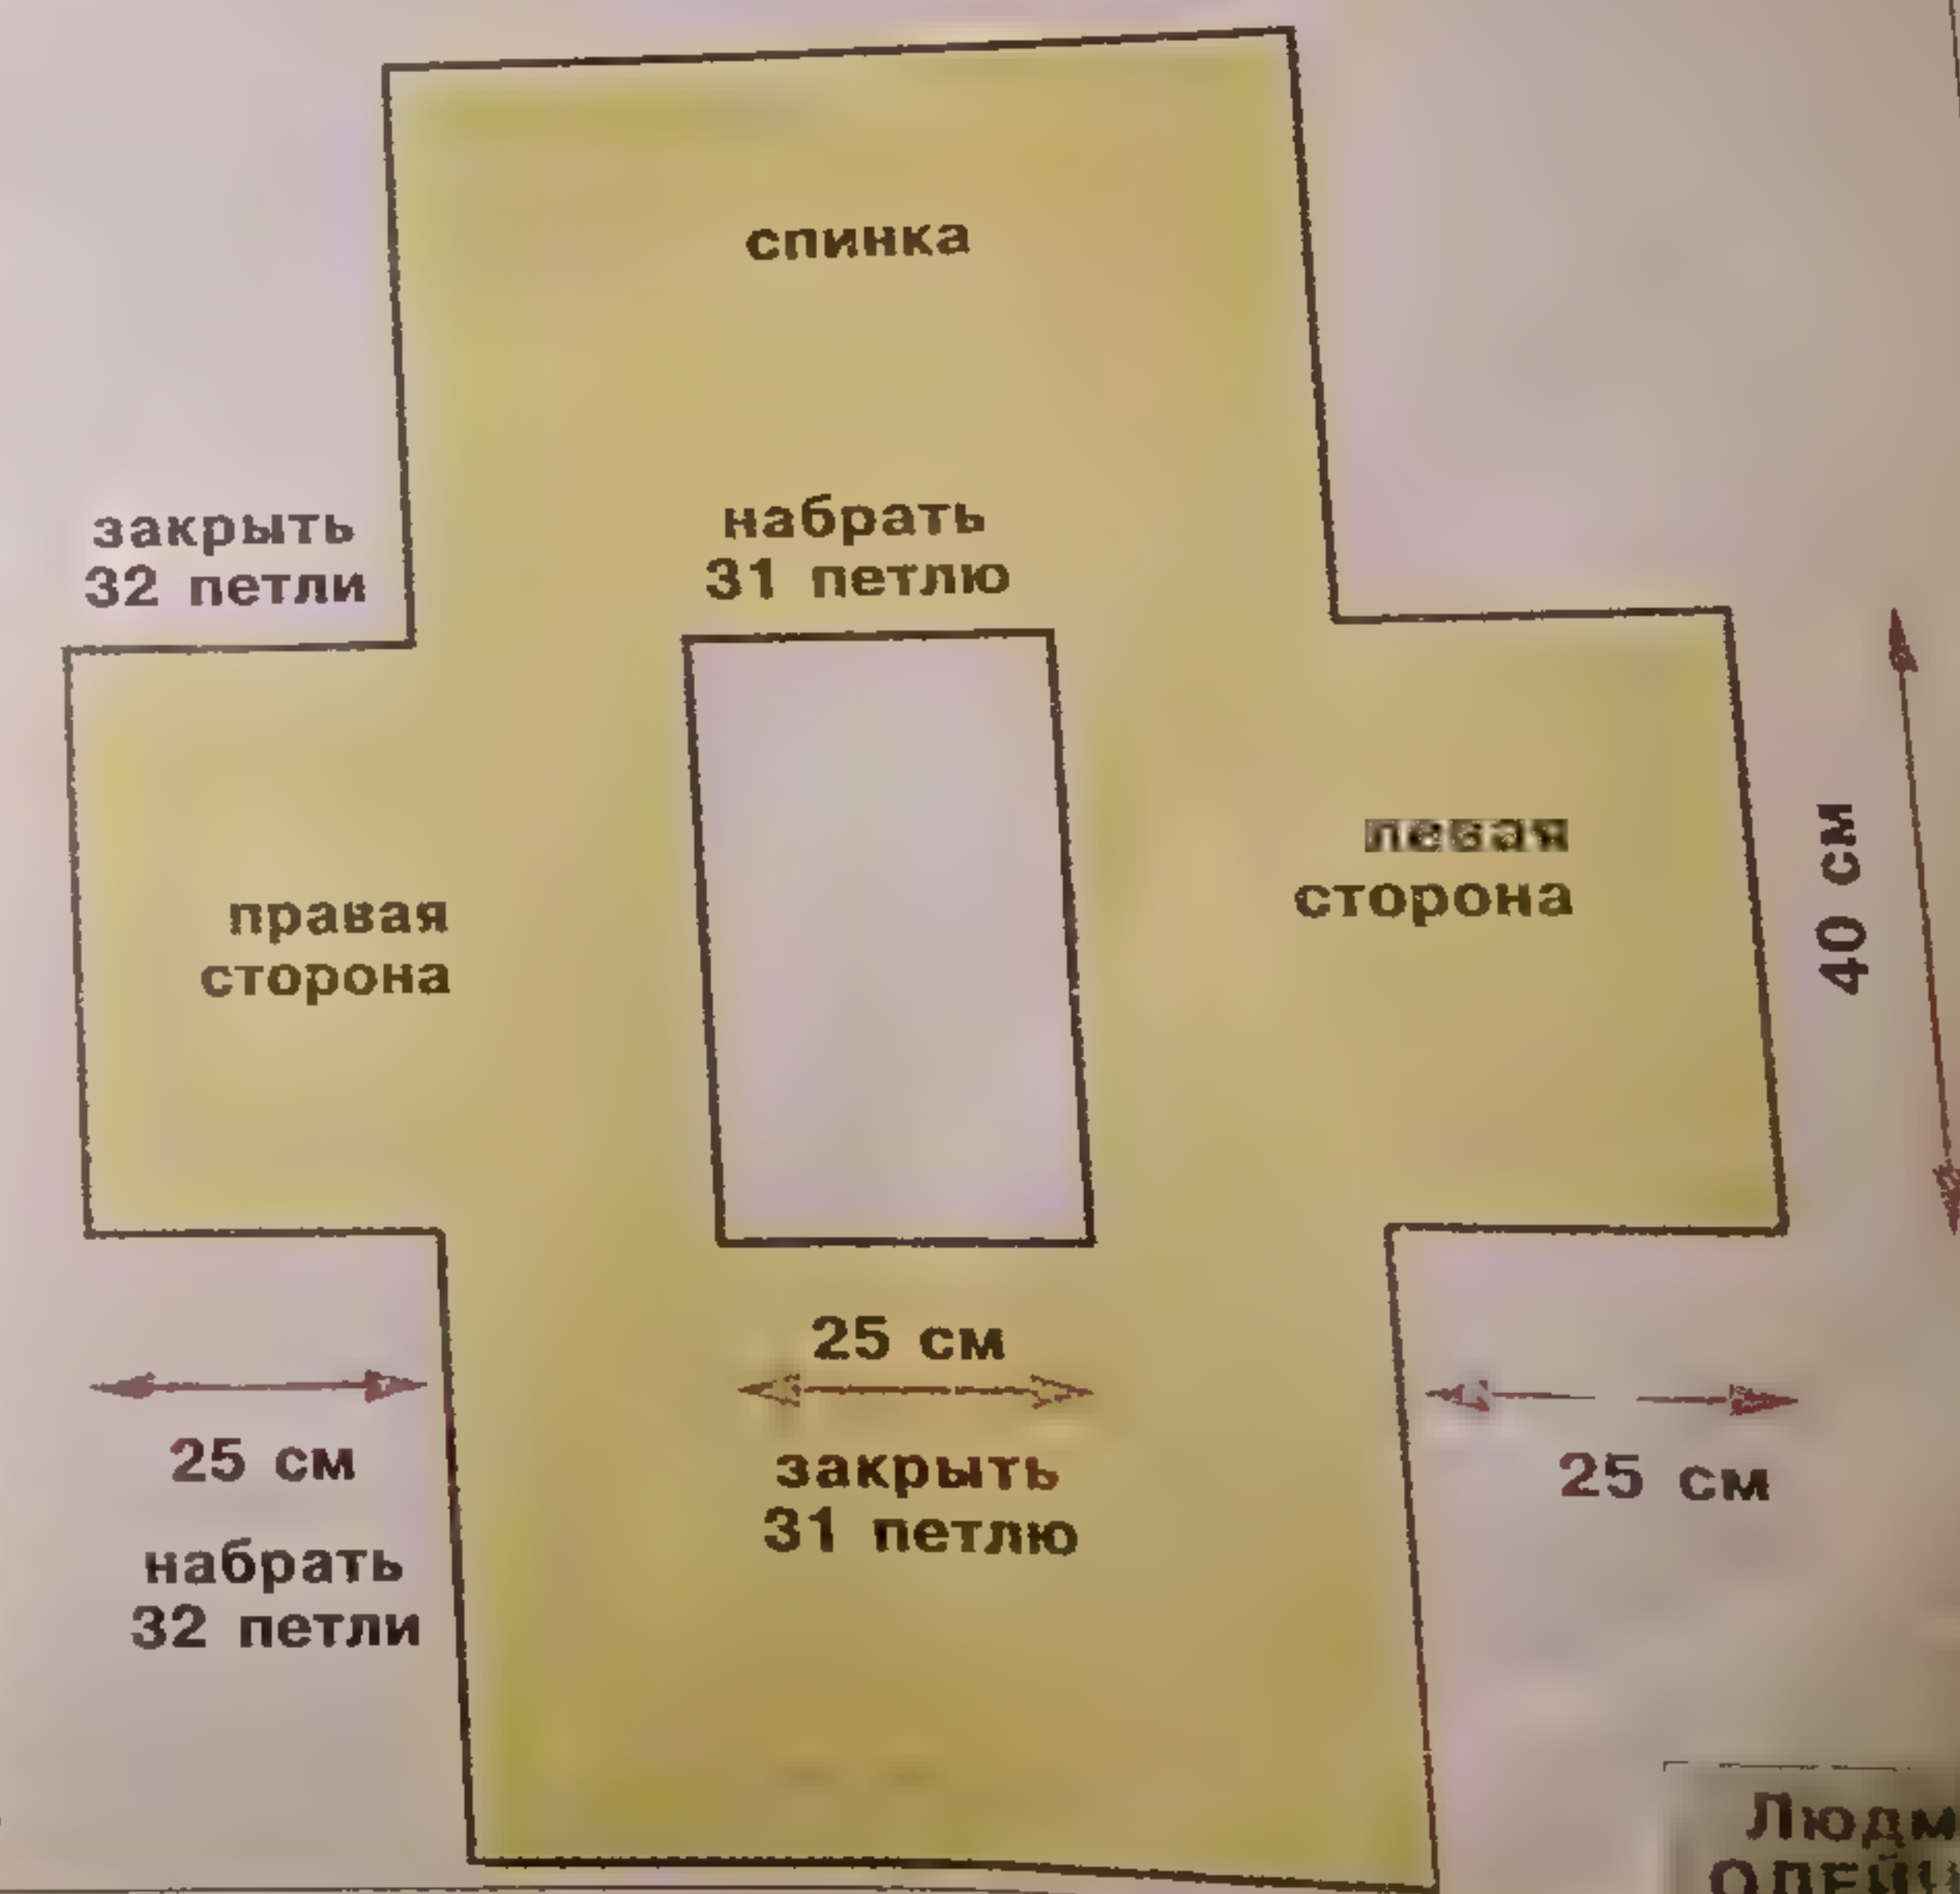 спинка
закрыть
32 петли
набрать
31 петлю
левая
сторона
40 см
правая
сторона
25 см
закрыть
31 петлю
25 см
набрать
32 петли
25 см
Людм